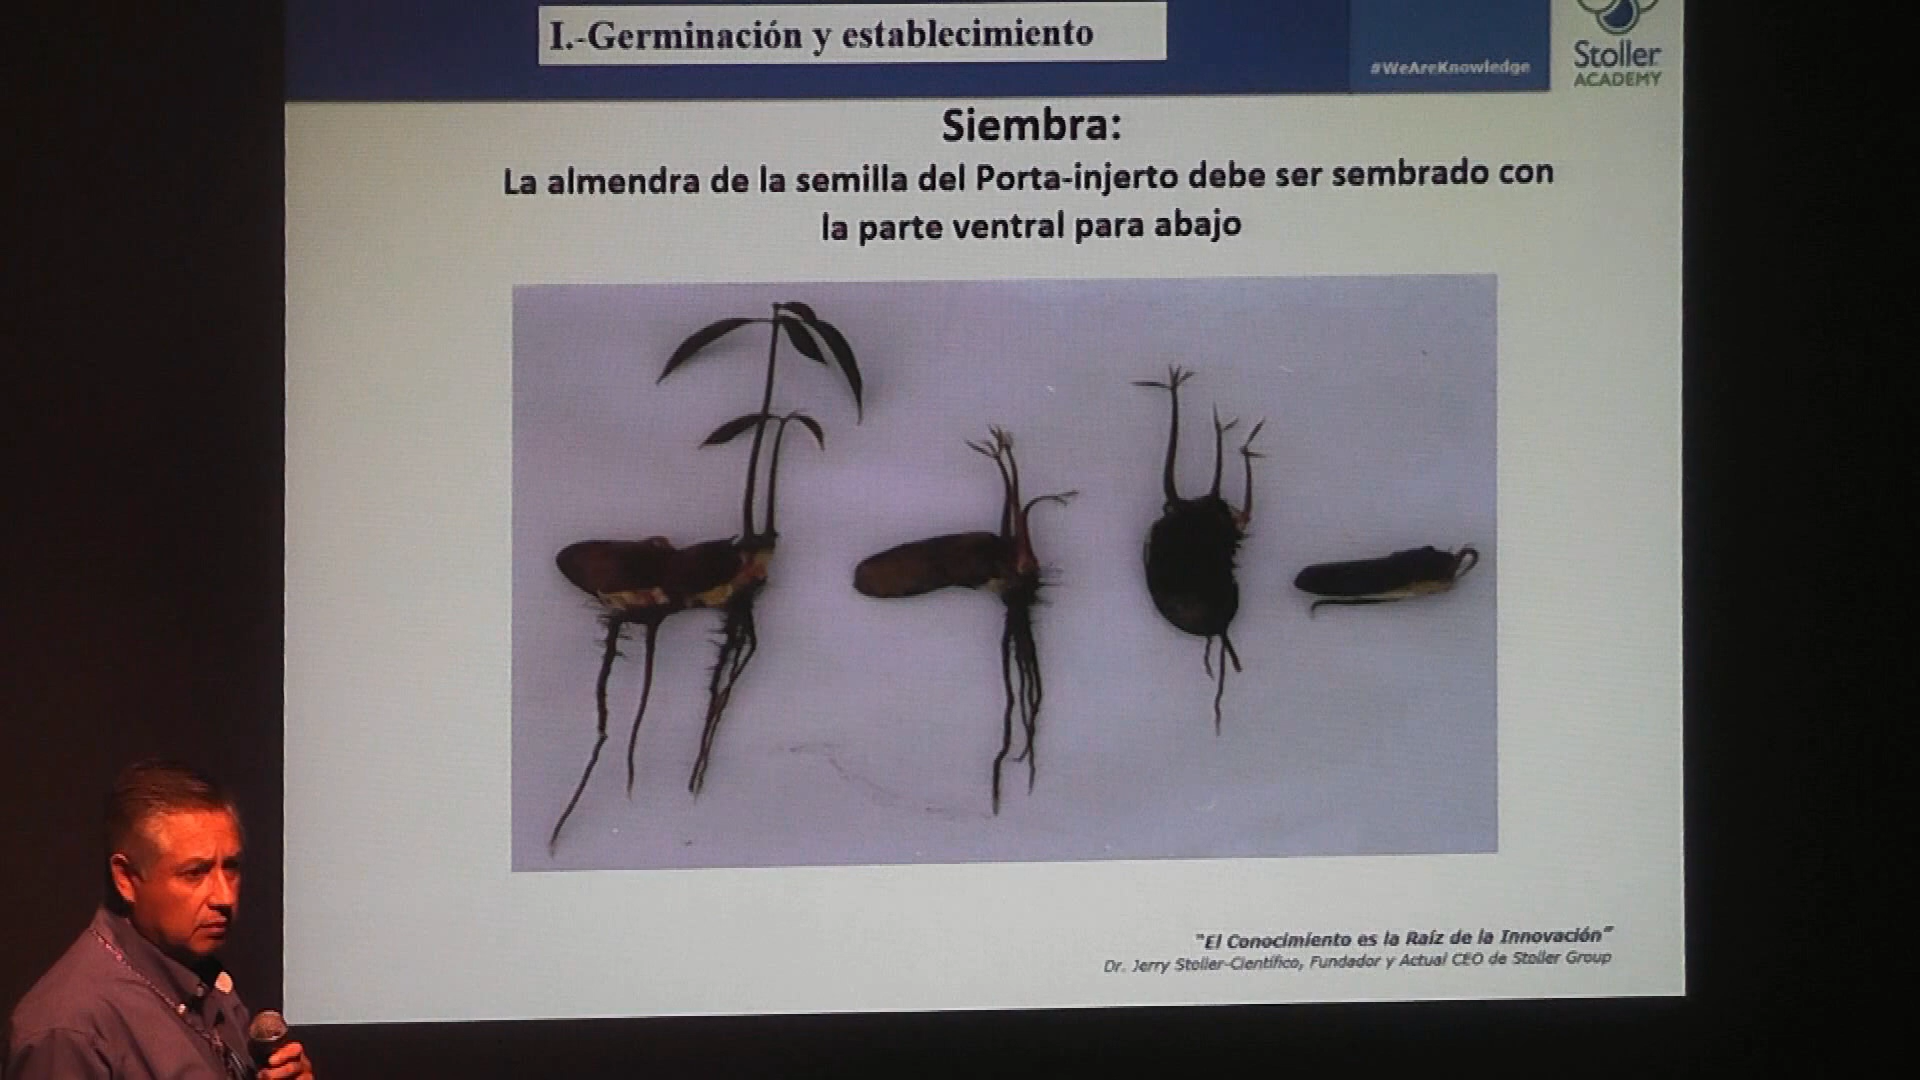 I.-Germinación y establecimiento
#WeAreKnowledge
Stoller
ACADEMY
Siembra:
La almendra de la semilla del Porta-injerto debe ser sembrado con
la parte ventral para abajo
"El Conocimiento es la Raíz de la Innovación"
Dr. Jerry Stoller-Científico, Fundador y Actual CEO de Stoller Group